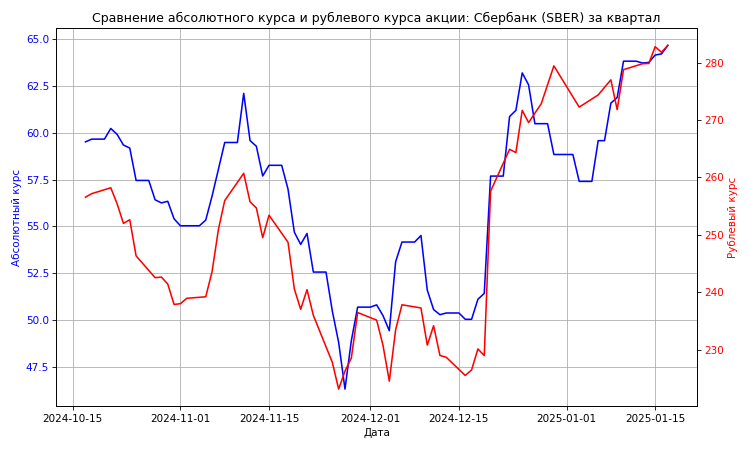 Сравнение абсолютного курса и рублевого курса акции: Сбербанк (SBER) за квартал
65.0
62.5
60.0
57.5
55.0
52.5
50.0
47.5
Абсолютный курс
280
270
260
250
240
230
Рублевый курс
2024-10-15 2024-11-01 2024-11-15 2024-12-01 2024-12-15 2025-01-01 2025-01-15
Дата